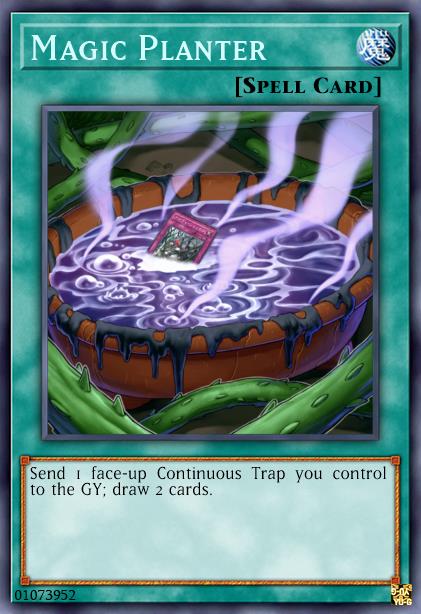 MAGIC PLANTER
魔
[SPELL CARD]
Send 1 face-up Continuous Trap you control
to the GY; draw 2 cards.
01073952